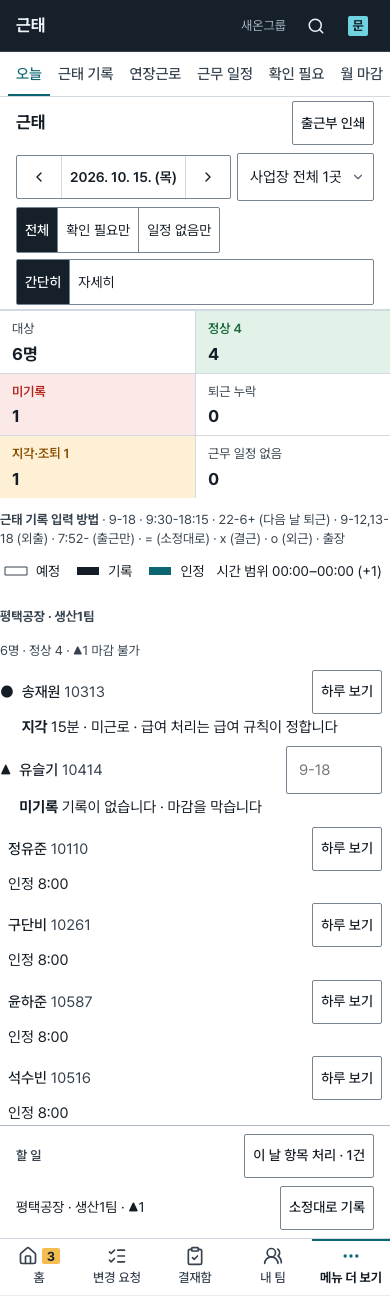 근태 새온그룹 문
오늘 근태 기록 연장근로 근무 일정 확인 필요 월 마감
근태 출근부 인쇄
2026. 10. 15. (목) 사업장 전체 1곳
전체 확인 필요만 일정 없음만
간단히 자세히
대상 정상 4
6명 4
미기록 퇴근 누락
1 0
지각·조퇴 1 근무 일정 없음
1 0
근태 기록 입력 방법 · 9-18 · 9:30-18:15 · 22-6+ (다음 날 퇴근) · 9-12,13-
18 (외출) · 7:52- (출근만) · = (소정대로) · x (결근) · o (외근) · 출장
예정 기록 인정 시간 범위 00:00–00:00 (+1)
평택공장 · 생산1팀
6명 · 정상 4 · ▲1 마감 불가
● 송재원 10313 하루 보기
지각 15분 · 미근로 · 급여 처리는 급여 규칙이 정합니다
▲ 유슬기 10414 9-18
미기록 기록이 없습니다 · 마감을 막습니다
정유준 10110 하루 보기
인정 8:00
구단비 10261 하루 보기
인정 8:00
윤하준 10587 하루 보기
인정 8:00
석수빈 10516 하루 보기
인정 8:00
할 일 이 날 항목 처리 · 1건
평택공장 · 생산1팀 · ▲1 소정대로 기록
3
홈 변경 요청 결재함 내 팀 메뉴 더 보기